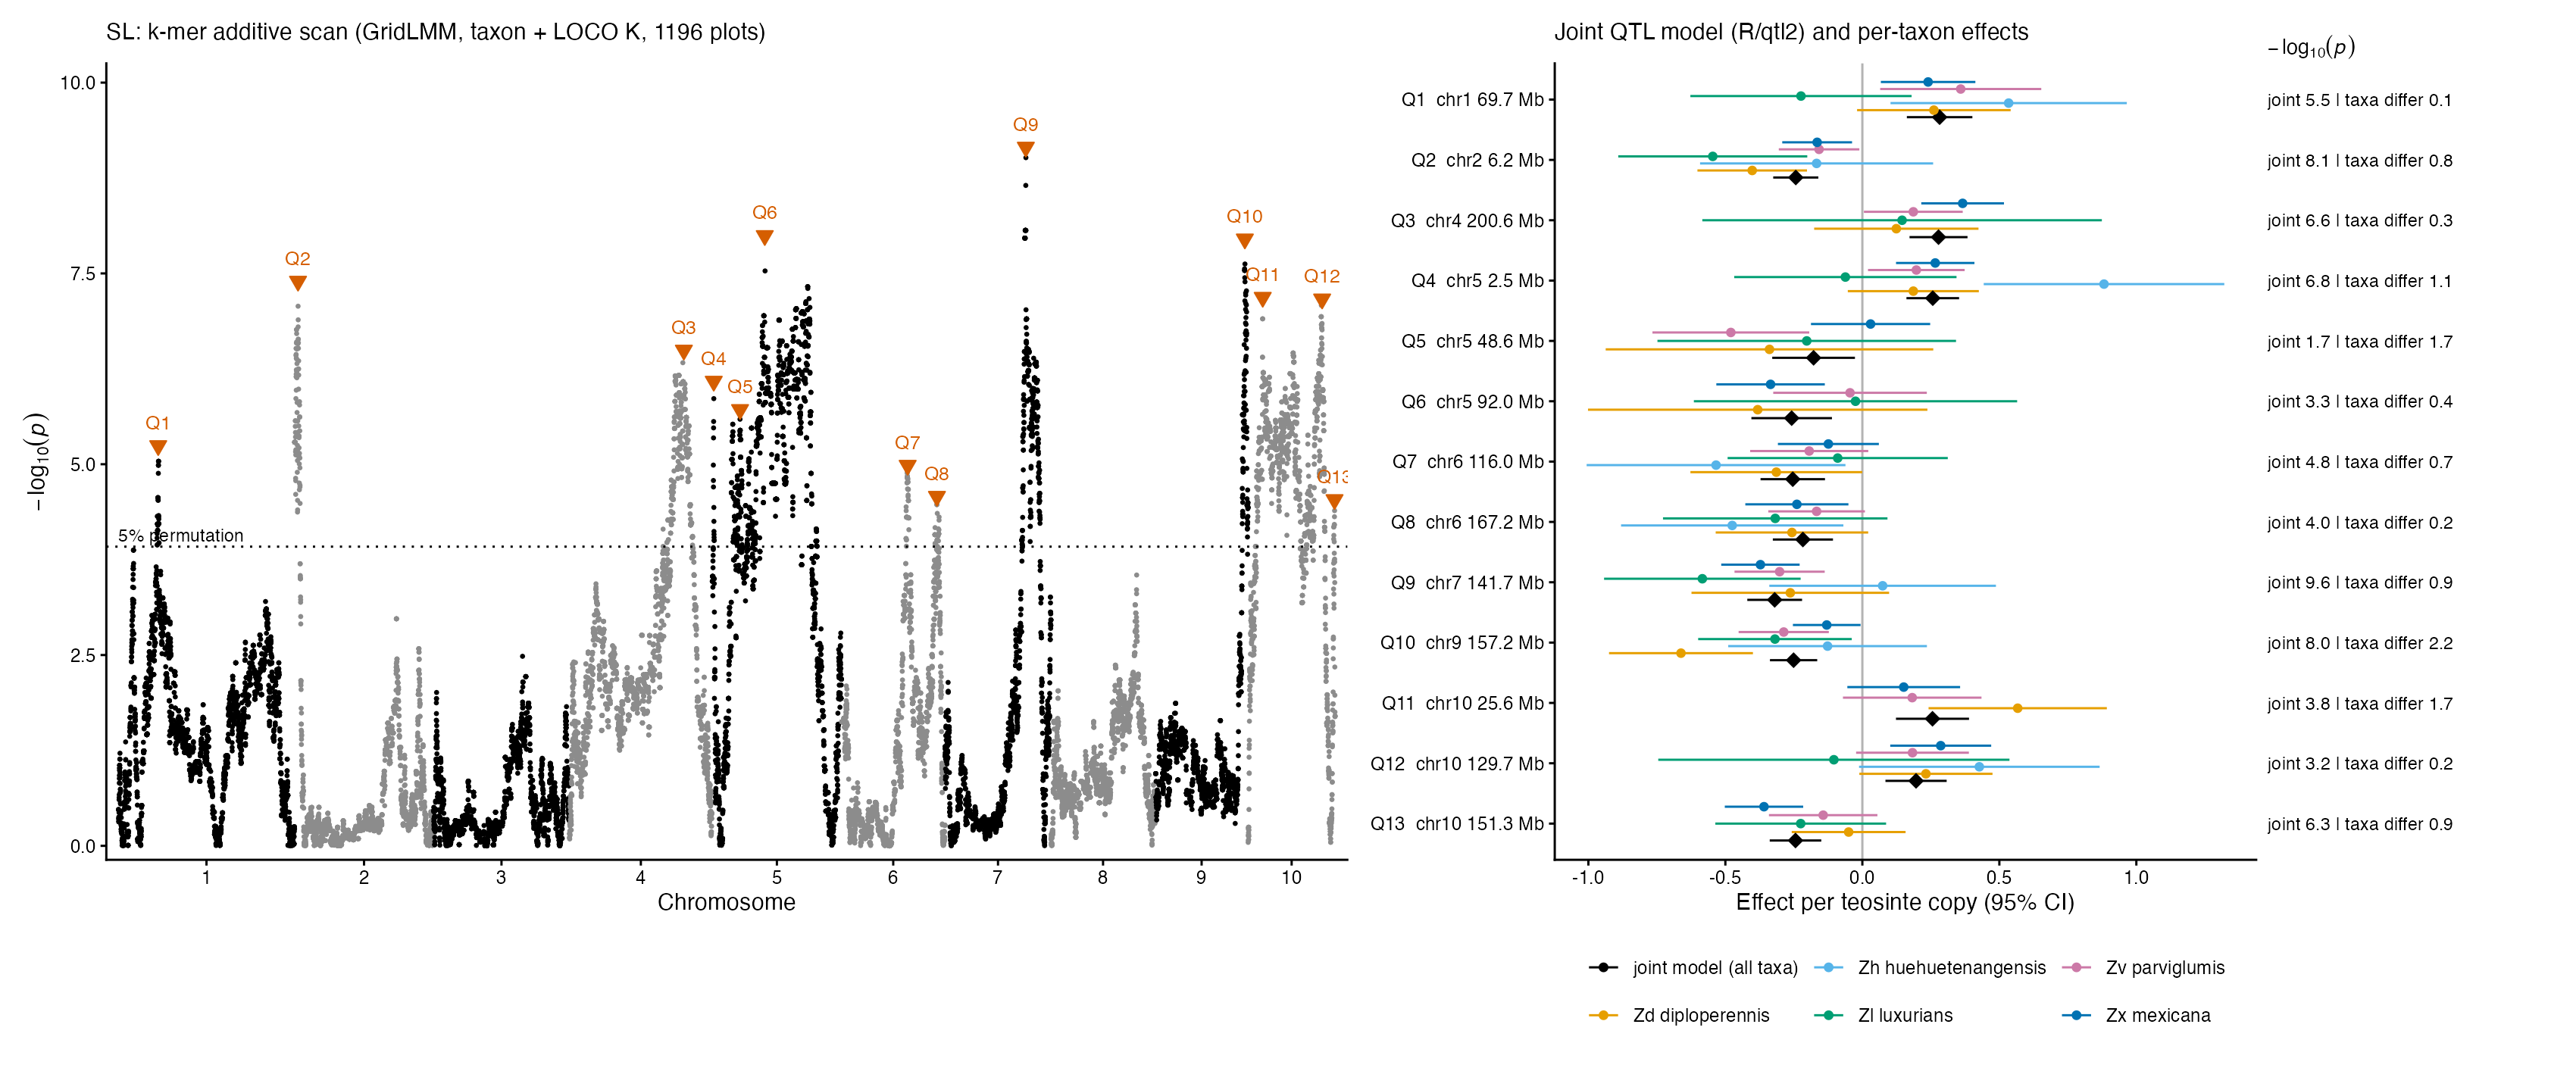 SL: k-mer additive scan (GridLMM, taxon + LOCO K, 1196 plots)
−log10(p)
10.0
7.5
5.0
2.5
0.0
5% permutation
Q1
Q2
Q3
Q4
Q5
Q6
Q7
Q8
Q9
Q10
Q11
Q12
Q13
1 2 3 4 5 6 7 8 9 10
Chromosome
Joint QTL model (R/qtl2) and per-taxon effects
−log10(p)
Q1 chr1 69.7 Mb joint 5.5 | taxa differ 0.1
Q2 chr2 6.2 Mb joint 8.1 | taxa differ 0.8
Q3 chr4 200.6 Mb joint 6.6 | taxa differ 0.3
Q4 chr5 2.5 Mb joint 6.8 | taxa differ 1.1
Q5 chr5 48.6 Mb joint 1.7 | taxa differ 1.7
Q6 chr5 92.0 Mb joint 3.3 | taxa differ 0.4
Q7 chr6 116.0 Mb joint 4.8 | taxa differ 0.7
Q8 chr6 167.2 Mb joint 4.0 | taxa differ 0.2
Q9 chr7 141.7 Mb joint 9.6 | taxa differ 0.9
Q10 chr9 157.2 Mb joint 8.0 | taxa differ 2.2
Q11 chr10 25.6 Mb joint 3.8 | taxa differ 1.7
Q12 chr10 129.7 Mb joint 3.2 | taxa differ 0.2
Q13 chr10 151.3 Mb joint 6.3 | taxa differ 0.9
-1.0 -0.5 0.0 0.5 1.0
Effect per teosinte copy (95% CI)
joint model (all taxa) Zh huehuetenangensis Zv parviglumis
Zd diploperennis Zl luxurians Zx mexicana